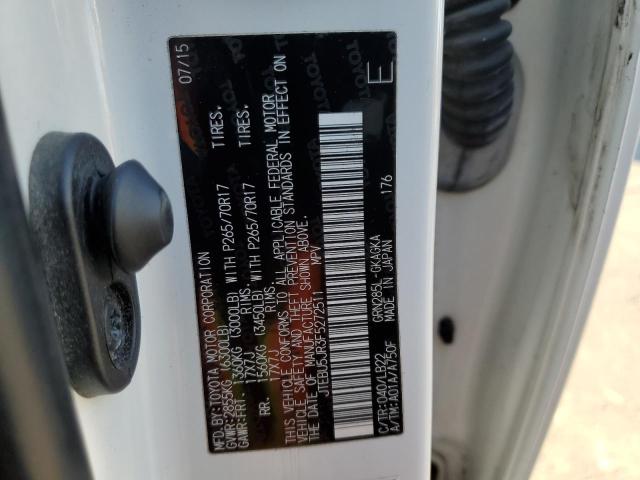 MFD.BY:TOYOTA MOTOR CORPORATION 07/15
GVWR:2855KG (6300LB)
GAWR:FRT. 1360KG (3000LB) WITH P265/70R17 TIRES.
17X7J RIMS.
RR. 1560KG (3450LB) WITH P265/70R17 TIRES.
17X7J RIMS.
THIS VEHICLE CONFORMS TO ALL APPLICABLE FEDERAL MOTOR
VEHICLE SAFETY AND THEFT PREVENTION STANDARDS IN EFFECT ON
THE DATE OF MANUFACTURE SHOWN ABOVE.
JTEBU5JR3F5272511 MPV
E
176
C/TR:040/LB22 GRN285L-GKAGKA
A/TM:A01A/A750F MADE IN JAPAN